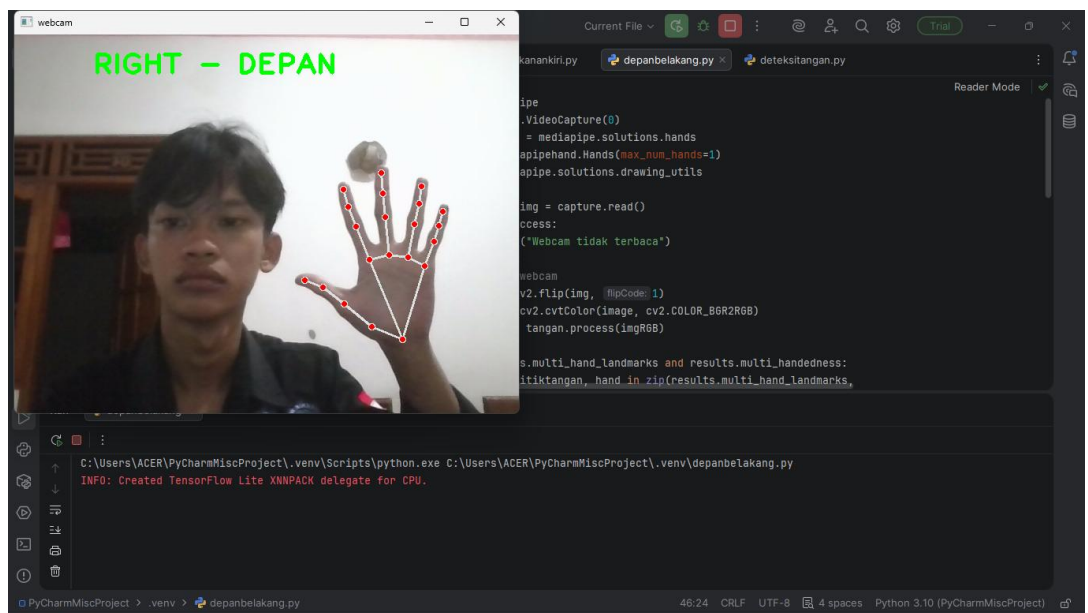 webcam
Current File
Trial
RIGHT - DEPAN
kanankiri.py
depanbelakang.py
deteksitangan.py
Reader Mode
ipe
.VideoCapture(0)
= mediapipe.solutions.hands
apipehand.Hands(max_num_hands=1)
apipe.solutions.drawing_utils
img = capture.read()
ccess:
("Webcam tidak terbaca")
webcam
cv2.flip(img, flipCode: 1)
cv2.cvtColor(image, cv2.COLOR_BGR2RGB)
tangan.process(imgRGB)
s.multi_hand_landmarks and results.multi_handedness:
itiktangan, hand in zip(results.multi_hand_landmarks,
C:\Users\ACER\PyCharmMiscProject\.venv\Scripts\python.exe C:\Users\ACER\PyCharmMiscProject\.venv\depanbelakang.py
INFO: Created TensorFlow Lite XNNPACK delegate for CPU.
PyCharmMiscProject > .venv > depanbelakang.py
46:24 CRLF UTF-8 4 spaces Python 3.10 (PyCharmMiscProject)